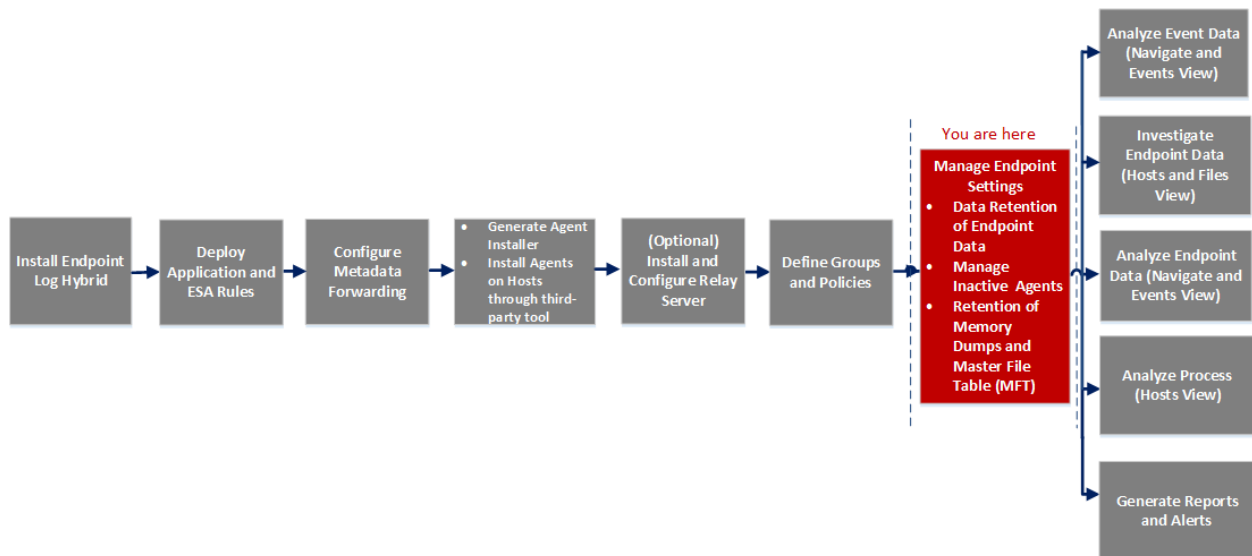 Install Endpoint
Log Hybrid
Deploy
Application and
ESA Rules
Configure
Metadata
Forwarding
• Generate Agent
Installer
• Install Agents
on Hosts
through third-
party tool
(Optional)
Install and
Configure Relay
Server
Define Groups
and Policies
You are here
Manage Endpoint
Settings
• Data Retention
of Endpoint
Data
• Manage
Inactive Agents
• Retention of
Memory
Dumps and
Master File
Table (MFT)
Analyze Event Data
(Navigate and
Events View)
Investigate
Endpoint Data
(Hosts and Files
View)
Analyze Endpoint
Data (Navigate and
Events View)
Analyze Process
(Hosts View)
Generate Reports
and Alerts